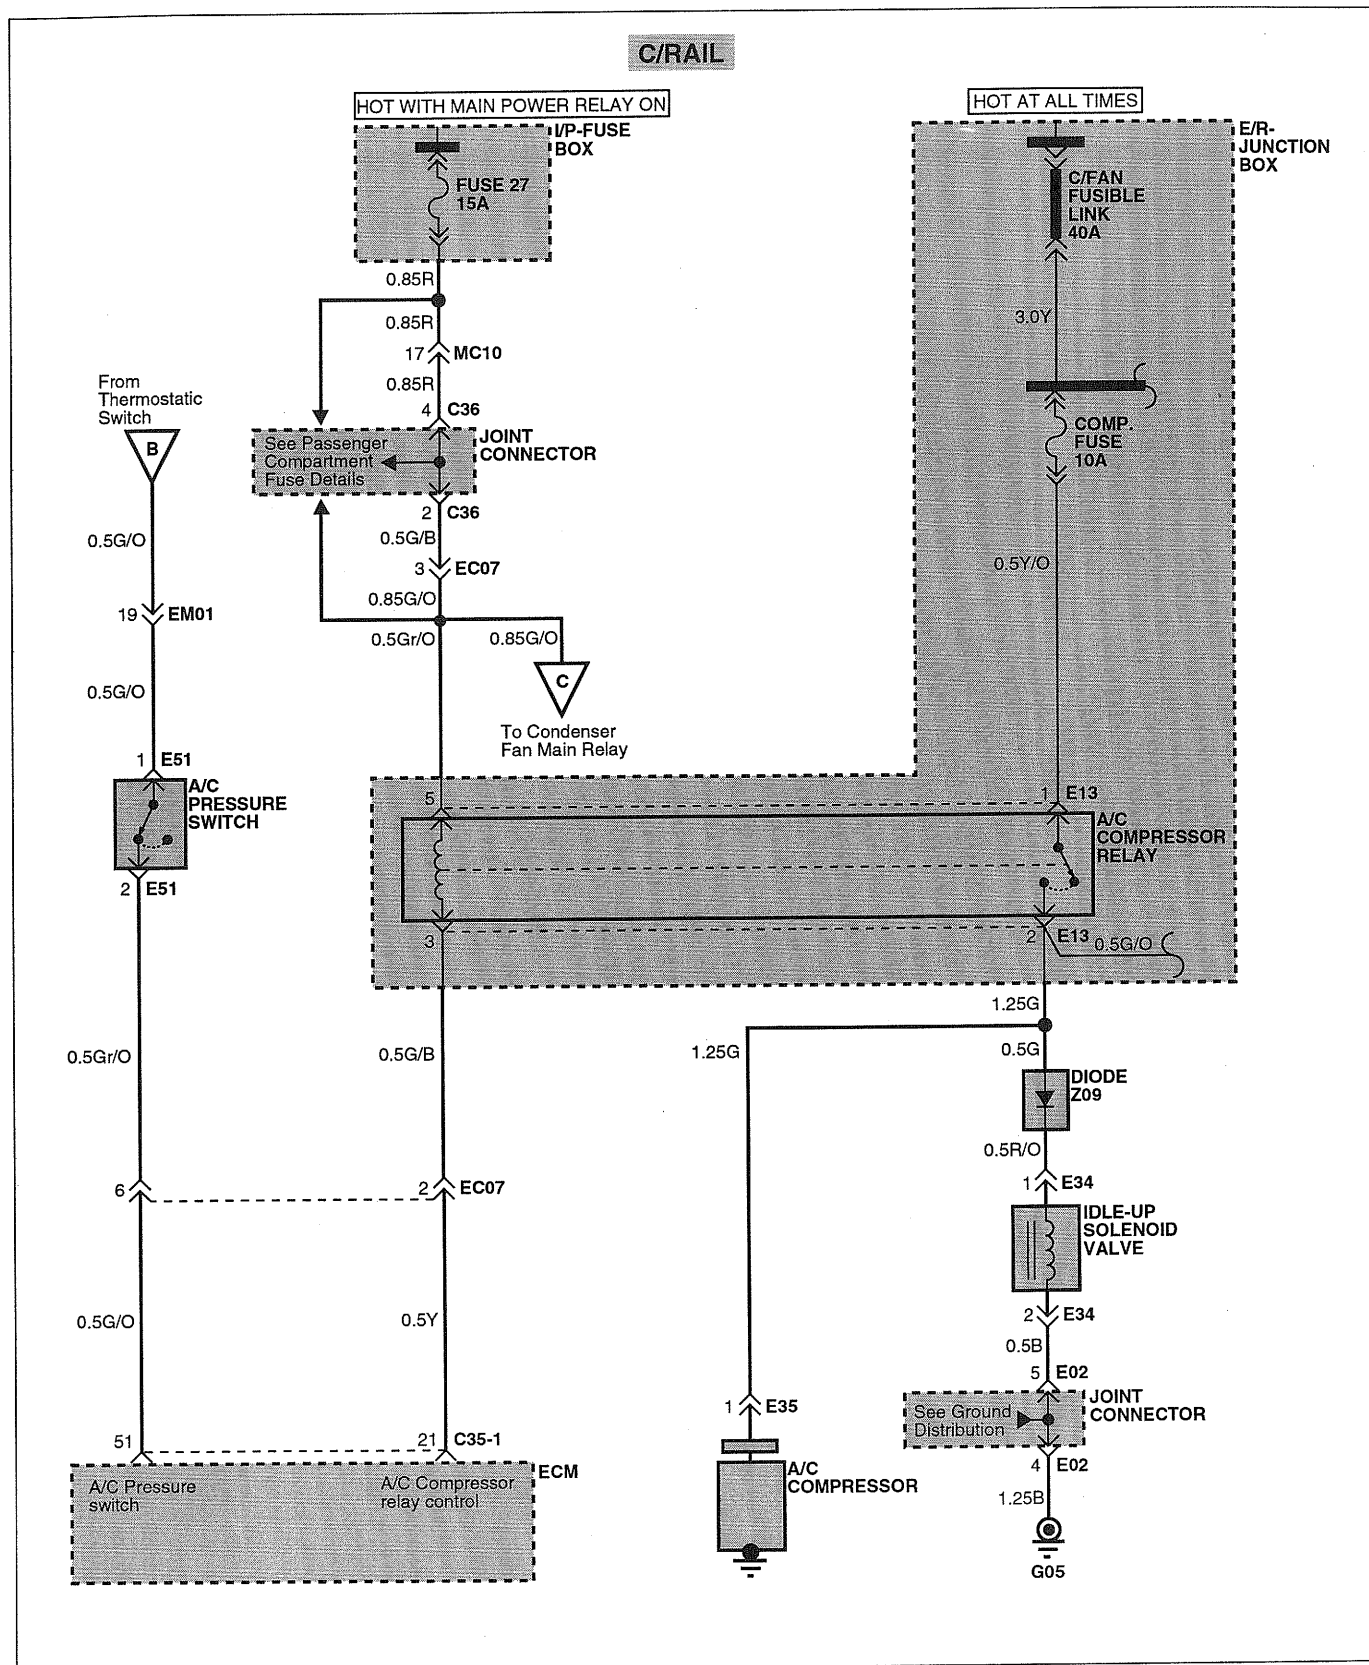 C/RAIL
HOT WITH MAIN POWER RELAY ON
HOT AT ALL TIMES
I/P-FUSE
BOX
FUSE 27
15A
E/R-
JUNCTION
BOX
C/FAN
FUSIBLE
LINK
40A
0.85R
0.85R
3.0Y
17 MC10
0.85R
From
Thermostatic
Switch
B
4 C36
See Passenger
Compartment
Fuse Details
JOINT
CONNECTOR
COMP.
FUSE
10A
2 C36
0.5G/O
0.5G/B
3 EC07
0.5Y/O
0.85G/O
19 EM01
0.5Gr/O
0.85G/O
C
0.5G/O
To Condenser
Fan Main Relay
1 E51
A/C
PRESSURE
SWITCH
2 E51
5
1 E13
A/C
COMPRESSOR
RELAY
3
2 E13
0.5G/O
1.25G
0.5Gr/O
0.5G/B
1.25G
0.5G
DIODE
Z09
0.5R/O
6
2 EC07
1 E34
IDLE-UP
SOLENOID
VALVE
2 E34
0.5G/O
0.5Y
0.5B
5 E02
1 E35
See Ground
Distribution
JOINT
CONNECTOR
51
21 C35-1
4 E02
ECM
A/C Pressure
switch
A/C Compressor
relay control
A/C
COMPRESSOR
1.25B
G05